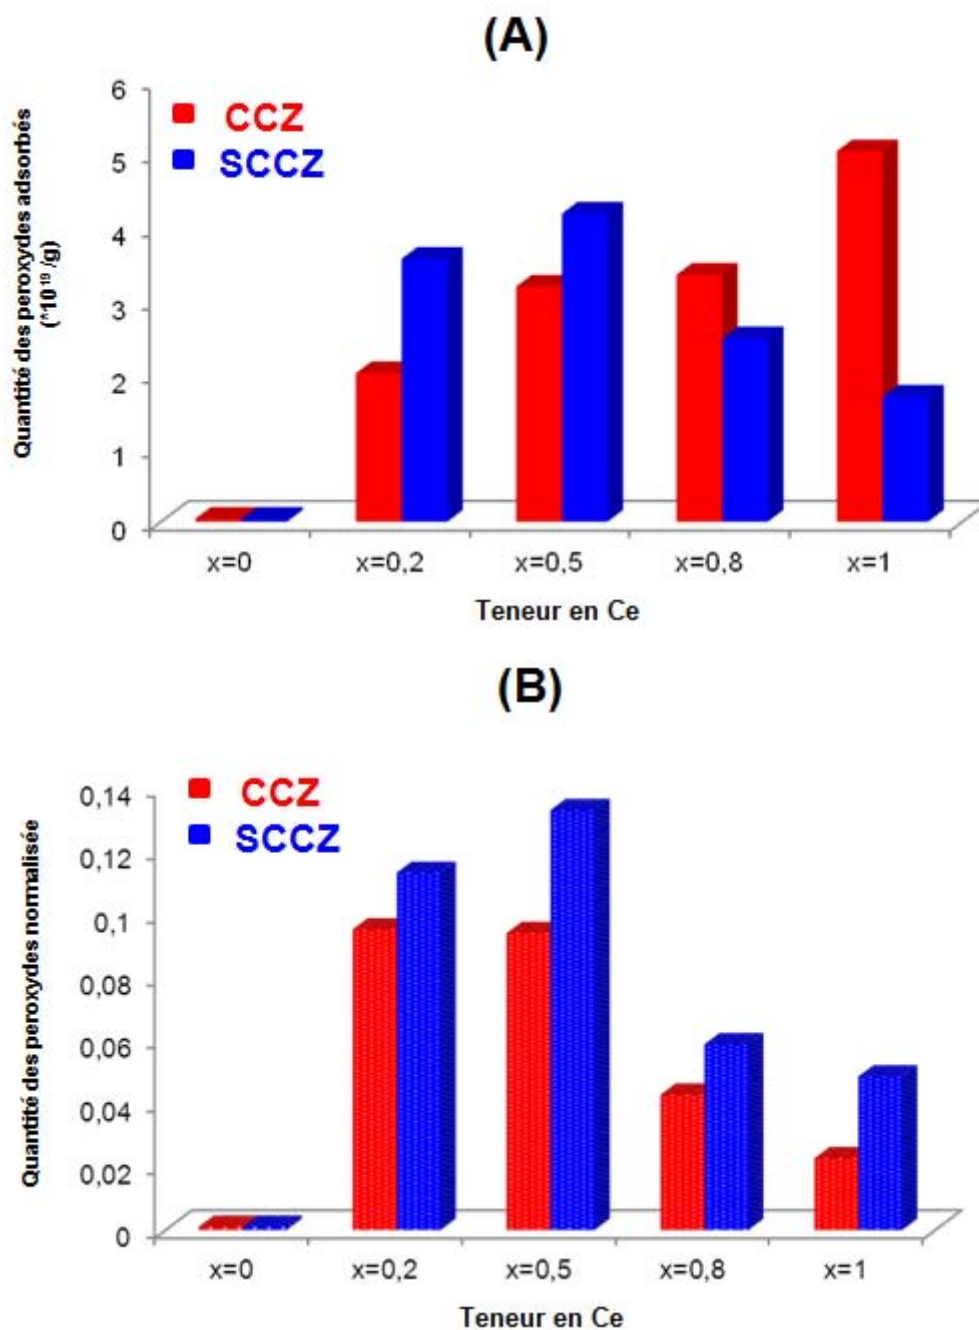 (A)
Quantité des peroxydes adsorbés
(*10¹⁹ /g)
6
5
4
3
2
1
0
CCZ
SCCZ
x=0 x=0,2 x=0,5 x=0,8 x=1
Teneur en Ce
(B)
Quantité des peroxydes normalisée
0,14
0,12
0,1
0,08
0,06
0,04
0,02
0
CCZ
SCCZ
x=0 x=0,2 x=0,5 x=0,8 x=1
Teneur en Ce